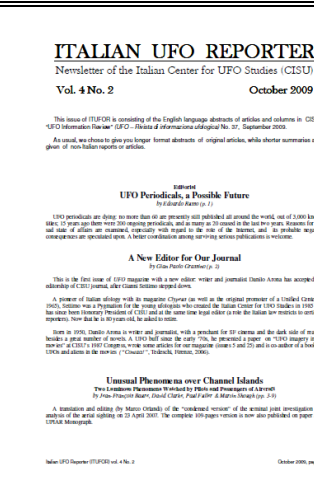 ITALIAN UFO REPORTER
Newsletter of the Italian Center for UFO Studies (CISU)
Vol. 4 No. 2 October 2009
This issue of ITUFOR is consisting of the English language abstracts of articles and columns in CIS
"UFO Information Review" (UFO – Rivista di informazione ufologica) No. 37, September 2009.
As usual, we chose to give you longer format abstracts of original articles, while shorter summaries a
given of non-Italian reports or articles.
Editorial
UFO Periodicals, a Possible Future
by Edoardo Russo (p. 1)
UFO periodicals are dying: no more than 60 are presently still published all around the world, out of 3,000 kno
titles; 15 years ago there were 200 ongoing periodicals, and as many as 20 ceased in the last two years. Reasons for
sad state of affairs are examined, especially with regard to the role of the Internet, and its probable nega
consequences are speculated upon. A better coordination among surviving serious publications is welcome.
A New Editor for Our Journal
by Gian Paolo Grassino (p. 2)
This is the first issue of UFO magazine with a new editor: writer and journalist Danilo Arona has accepted
editorship of CISU journal, after Gianni Settimo stepped down.
A pioneer of Italian ufology with its magazine Clypeus (as well as the original promoter of a Unified Center
1965), Settimo was a Pygmalion for the young ufologists who created the Italian Center for UFO Studies in 1985
has since been Honorary President of CISU and at the same time legal editor (a role the Italian law restricts to certi
reporters). Now that he is 80 years old, he asked to retire.
Born in 1950, Danilo Arona is writer and journalist, with a penchant for SF cinema and the dark side of rea
besides a great number of novels. A UFO buff since the early '70s, he presented a paper on "UFO imagery in
movies" at CISU's 1987 Congress, wrote some articles for our magazine (issues 5 and 25) and is co-author of a book
UFOs and aliens in the movies ("Contatti", Tedeschi, Firenze, 2006).
Unusual Phenomena over Channel Islands
Two Luminous Phenomena Watched by Pilots and Passengers of Aircraft
by Jean-François Baure, David Clarke, Paul Fuller & Martin Shough (pp. 3-9)
A translation and editing (by Marco Orlandi) of the "condensed version" of the seminal joint investigation
analysis of the aerial sighting on 23 April 2007. The complete 109-pages version is now also published on paper
UPIAR Monograph.
Italian UFO Reporter (ITUFOR) vol. 4 No. 2 October 2009, pag